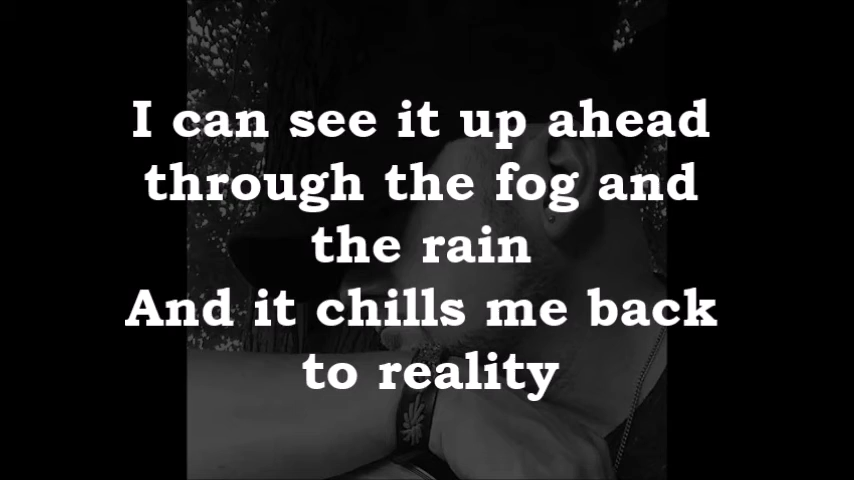 I can see it up ahead
through the fog and
the rain
And it chills me back
to reality